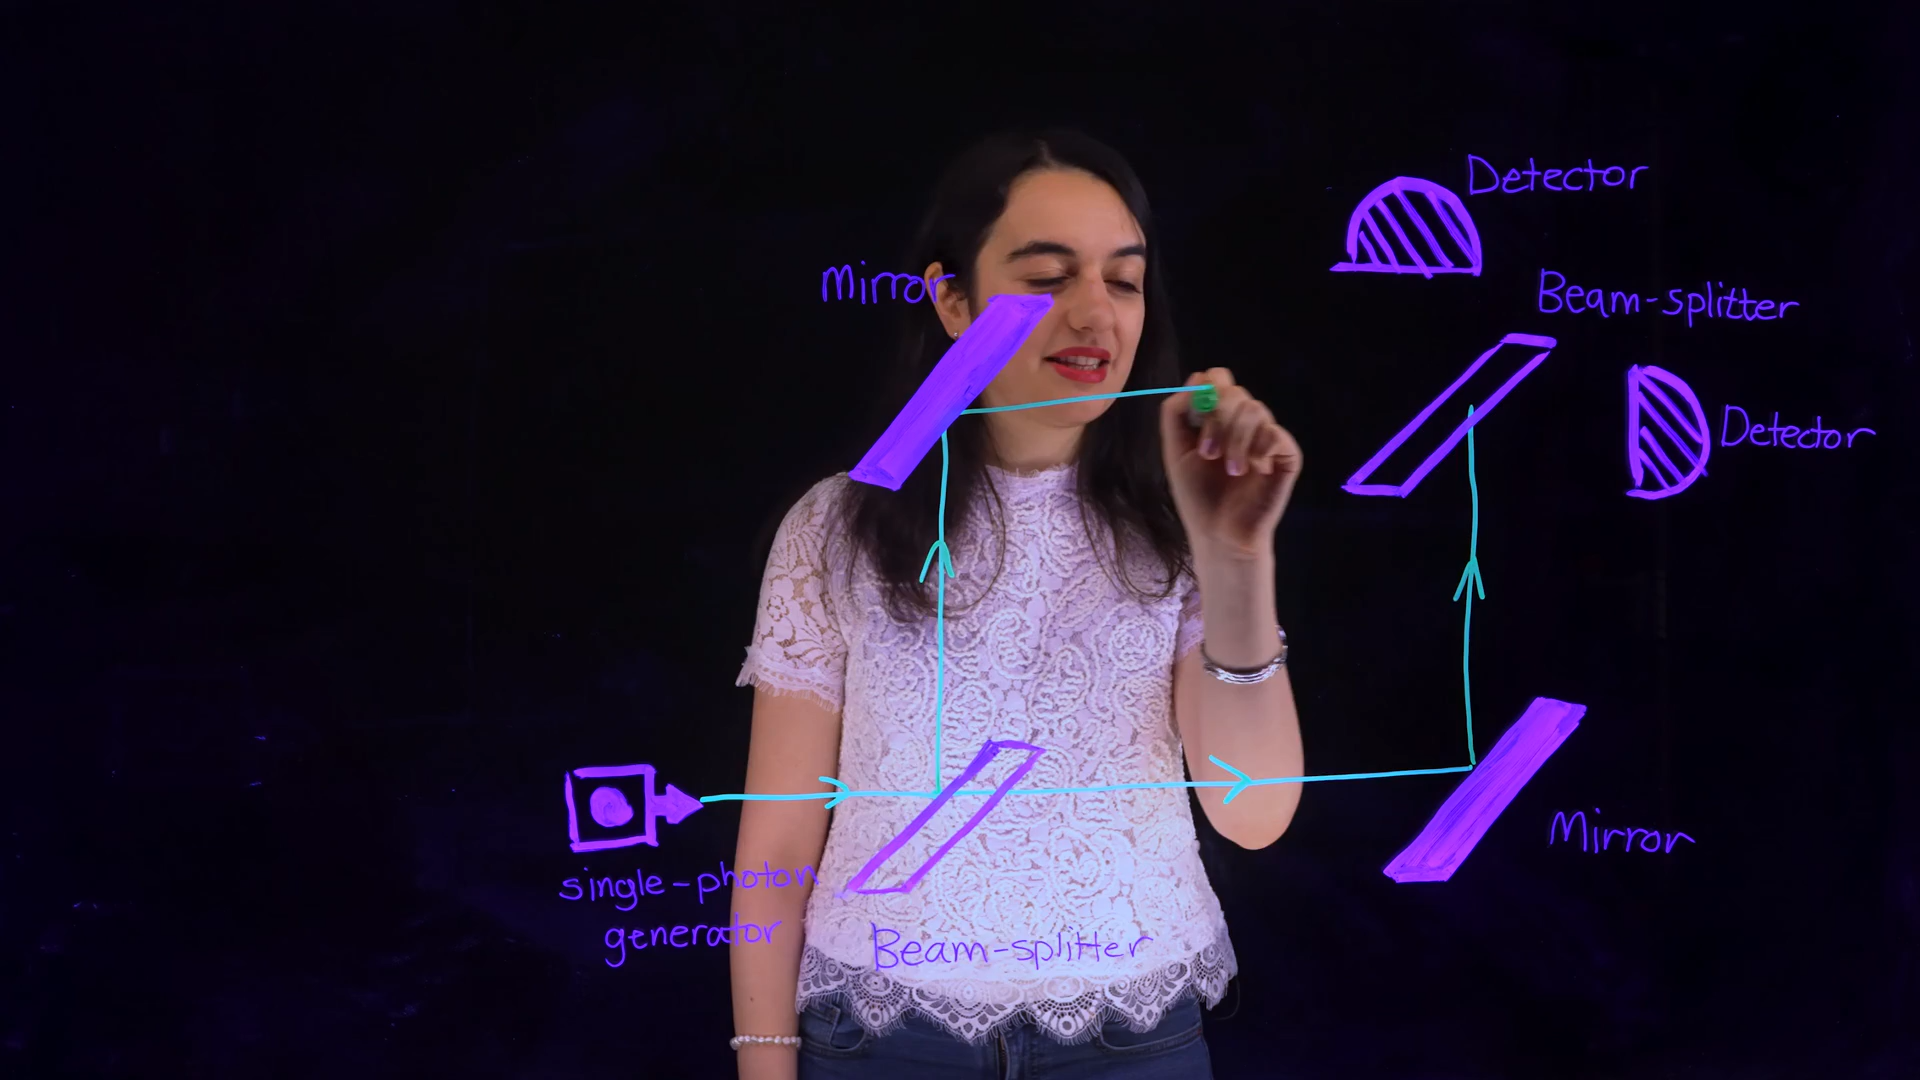 Detector
Mirror
Beam-splitter
Detector
Mirror
single-photon
generator
Beam-splitter